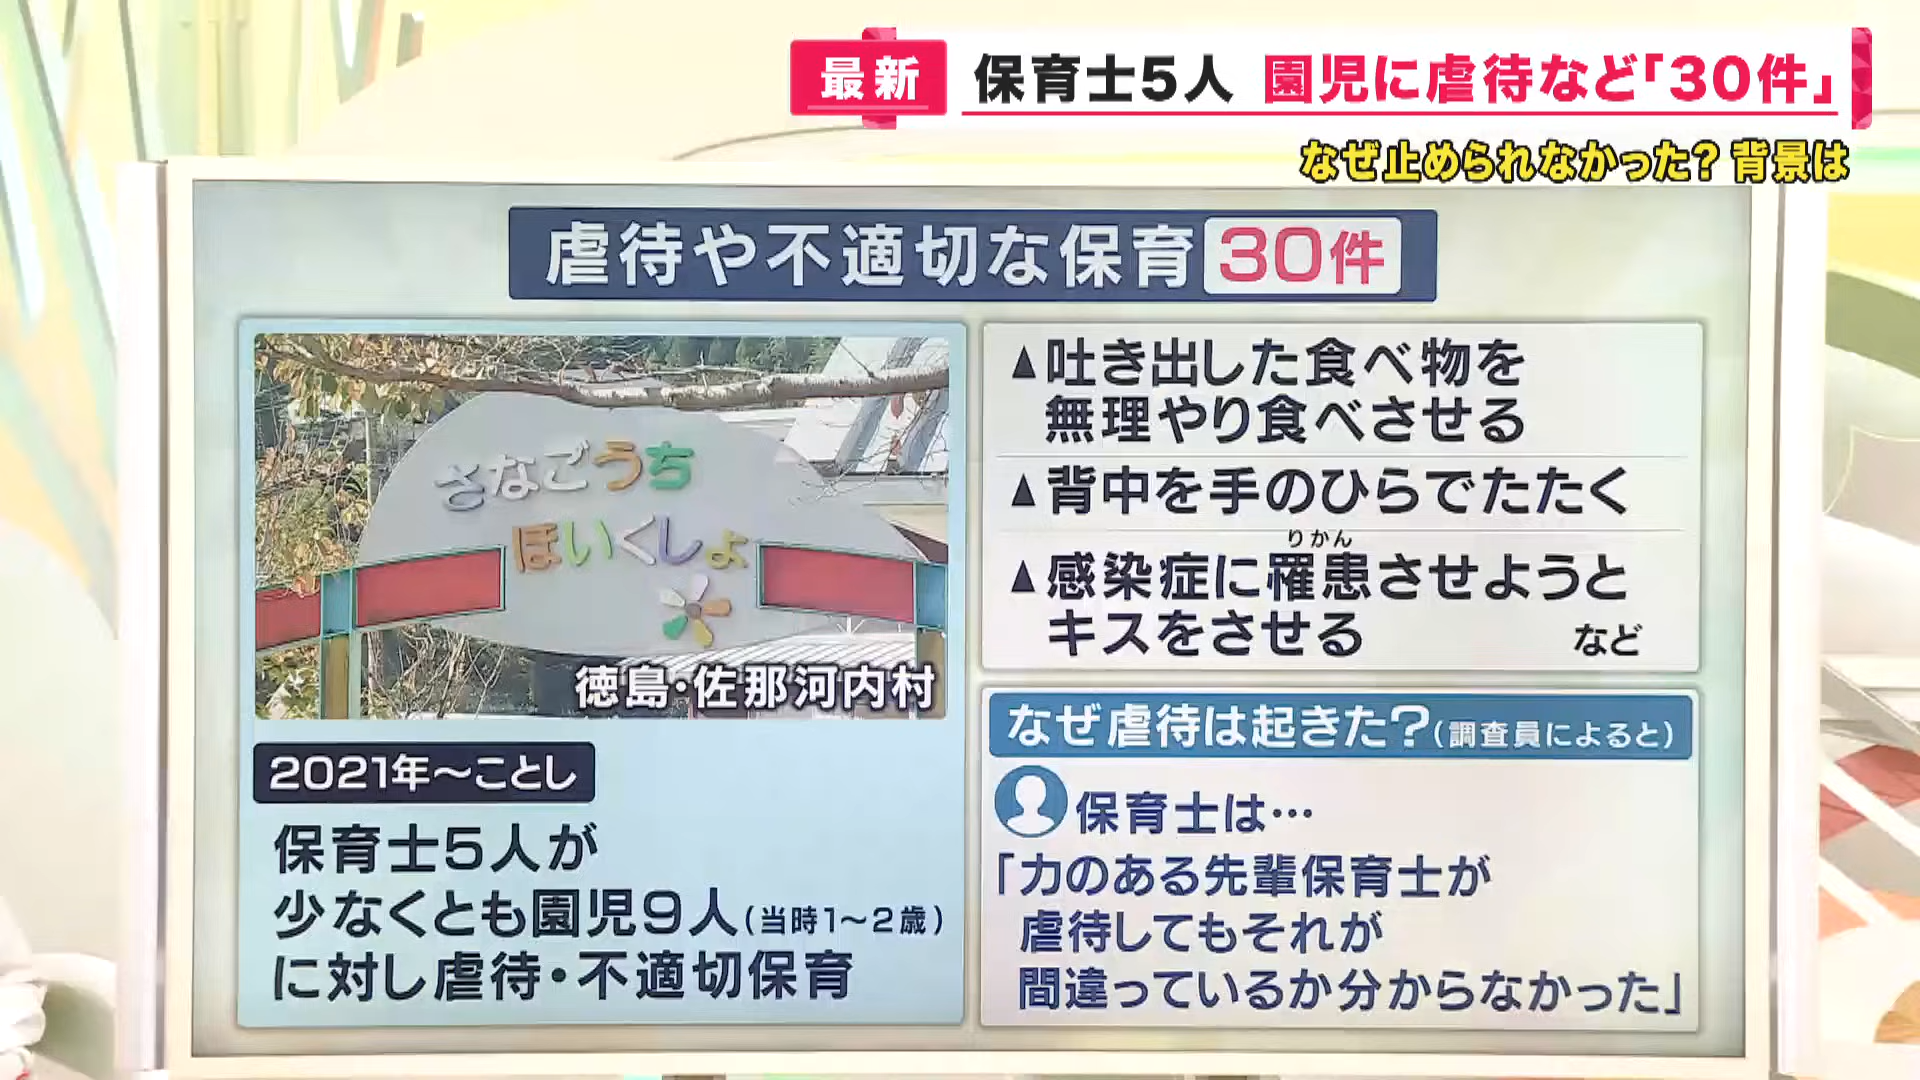 最新
保育士5人 園児に虐待など「30件」
なぜ止められなかった？背景は
虐待や不適切な保育 30件
さなごうち
ほいくしょ
徳島・佐那河内村
2021年～ことし
保育士5人が
少なくとも園児9人（当時1～2歳）
に対し虐待・不適切保育
▲吐き出した食べ物を
無理やり食べさせる
▲背中を手のひらでたたく
りかん
▲感染症に罹患させようと
キスをさせる など
なぜ虐待は起きた？（調査員によると）
保育士は…
「力のある先輩保育士が
虐待してもそれが
間違っているか分からなかった」